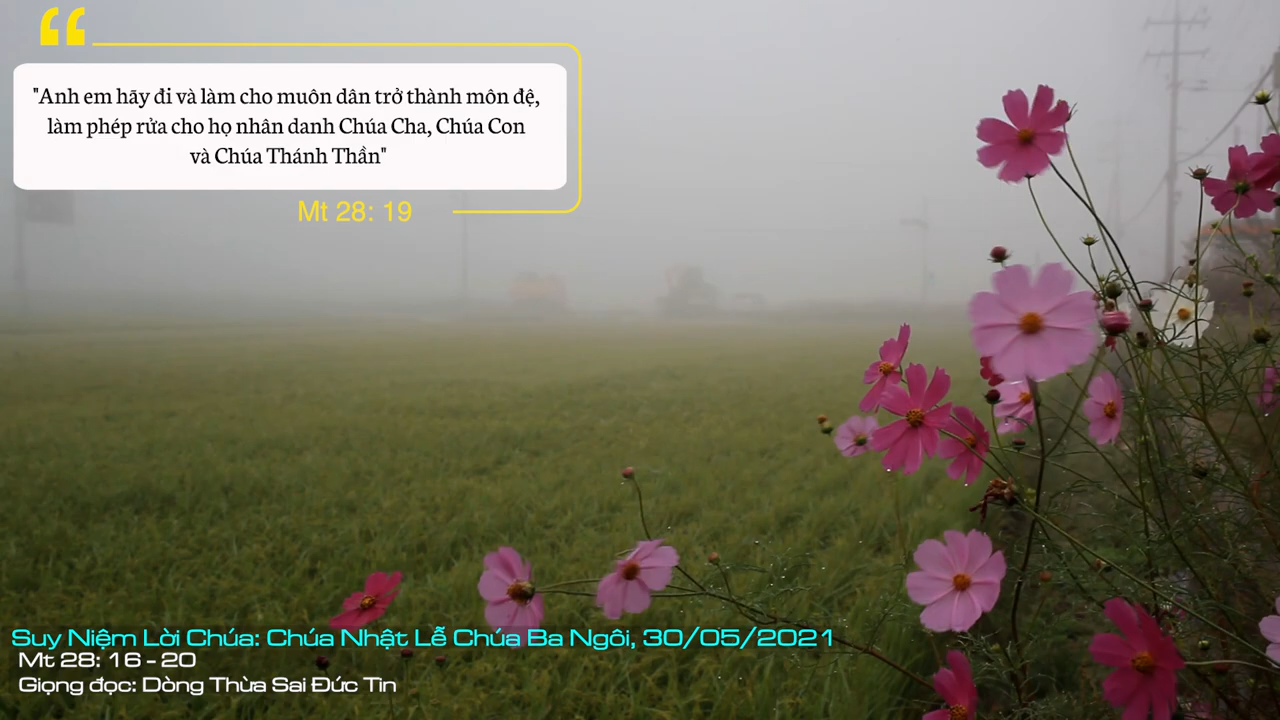 "Anh em hãy đi và làm cho muôn dân trở thành môn đệ,
làm phép rửa cho họ nhân danh Chúa Cha, Chúa Con
và Chúa Thánh Thần"
Mt 28: 19
Suy Niệm Lời Chúa: Chúa Nhật Lễ Chúa Ba Ngôi, 30/05/2021
Mt 28: 16 - 20
Giọng đọc: Dòng Thừa Sai Đức Tin